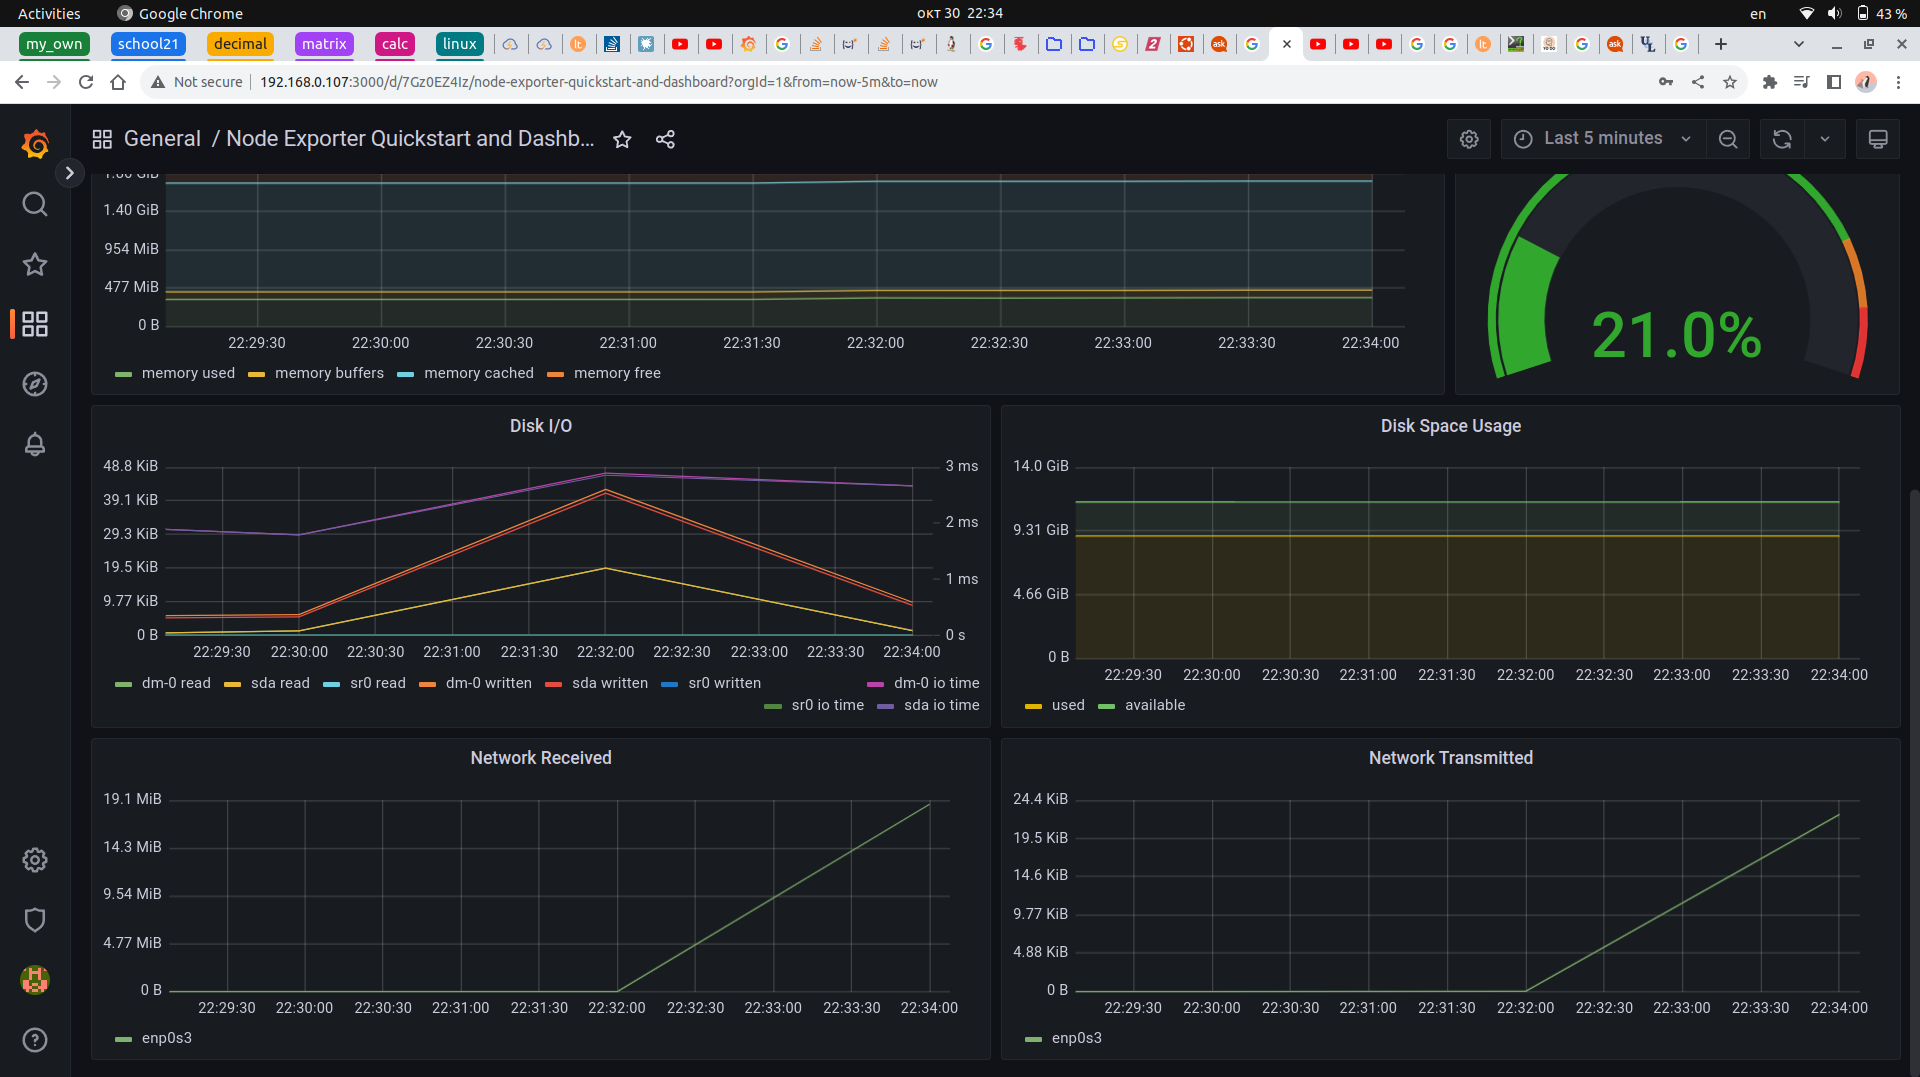 Activities Google Chrome окт 30 22:34 en 43 %
my_own school21 decimal matrix calc linux
Not secure 192.168.0.107:3000/d/7Gz0EZ4Iz/node-exporter-quickstart-and-dashboard?orgId=1&from=now-5m&to=now
General / Node Exporter Quickstart and Dashb... Last 5 minutes
1.40 GiB
954 MiB
477 MiB
0 B
22:29:30 22:30:00 22:30:30 22:31:00 22:31:30 22:32:00 22:32:30 22:33:00 22:33:30 22:34:00
memory used memory buffers memory cached memory free
21.0%
Disk I/O
48.8 KiB 3 ms
39.1 KiB
29.3 KiB 2 ms
19.5 KiB
9.77 KiB 1 ms
0 B 0 s
22:29:30 22:30:00 22:30:30 22:31:00 22:31:30 22:32:00 22:32:30 22:33:00 22:33:30 22:34:00
dm-0 read sda read sr0 read dm-0 written sda written sr0 written dm-0 io time
sr0 io time sda io time
Disk Space Usage
14.0 GiB
9.31 GiB
4.66 GiB
0 B
22:29:30 22:30:00 22:30:30 22:31:00 22:31:30 22:32:00 22:32:30 22:33:00 22:33:30 22:34:00
used available
Network Received
19.1 MiB
14.3 MiB
9.54 MiB
4.77 MiB
0 B
22:29:30 22:30:00 22:30:30 22:31:00 22:31:30 22:32:00 22:32:30 22:33:00 22:33:30 22:34:00
enp0s3
Network Transmitted
24.4 KiB
19.5 KiB
14.6 KiB
9.77 KiB
4.88 KiB
0 B
22:29:30 22:30:00 22:30:30 22:31:00 22:31:30 22:32:00 22:32:30 22:33:00 22:33:30 22:34:00
enp0s3